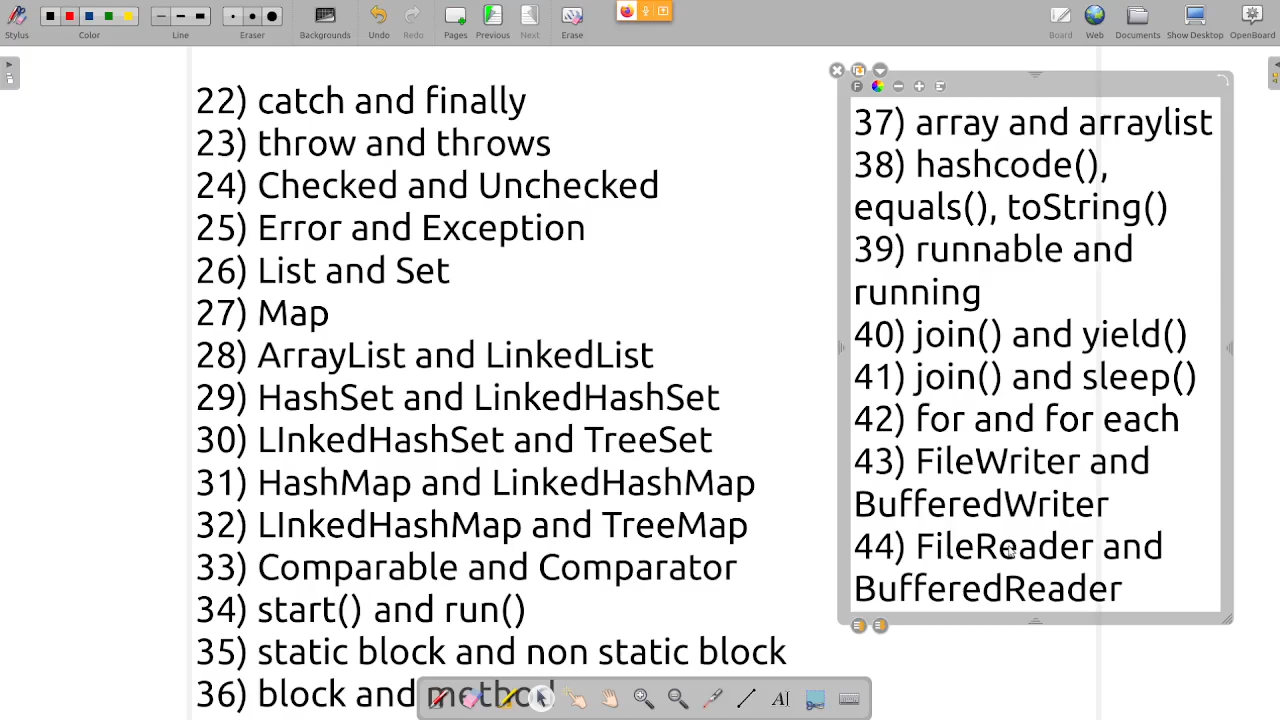 Stylus
Color
Line
Eraser
Backgrounds
Undo
Redo
Pages
Previous
Next
Erase
Board
Web
Documents
Show Desktop
OpenBoard
22) catch and finally
23) throw and throws
24) Checked and Unchecked
25) Error and Exception
26) List and Set
27) Map
28) ArrayList and LinkedList
29) HashSet and LinkedHashSet
30) LInkedHashSet and TreeSet
31) HashMap and LinkedHashMap
32) LInkedHashMap and TreeMap
33) Comparable and Comparator
34) start() and run()
35) static block and non static block
36) block and method
F
37) array and arraylist
38) hashcode(),
equals(), toString()
39) runnable and
running
40) join() and yield()
41) join() and sleep()
42) for and for each
43) FileWriter and
BufferedWriter
44) FileReader and
BufferedReader
AI